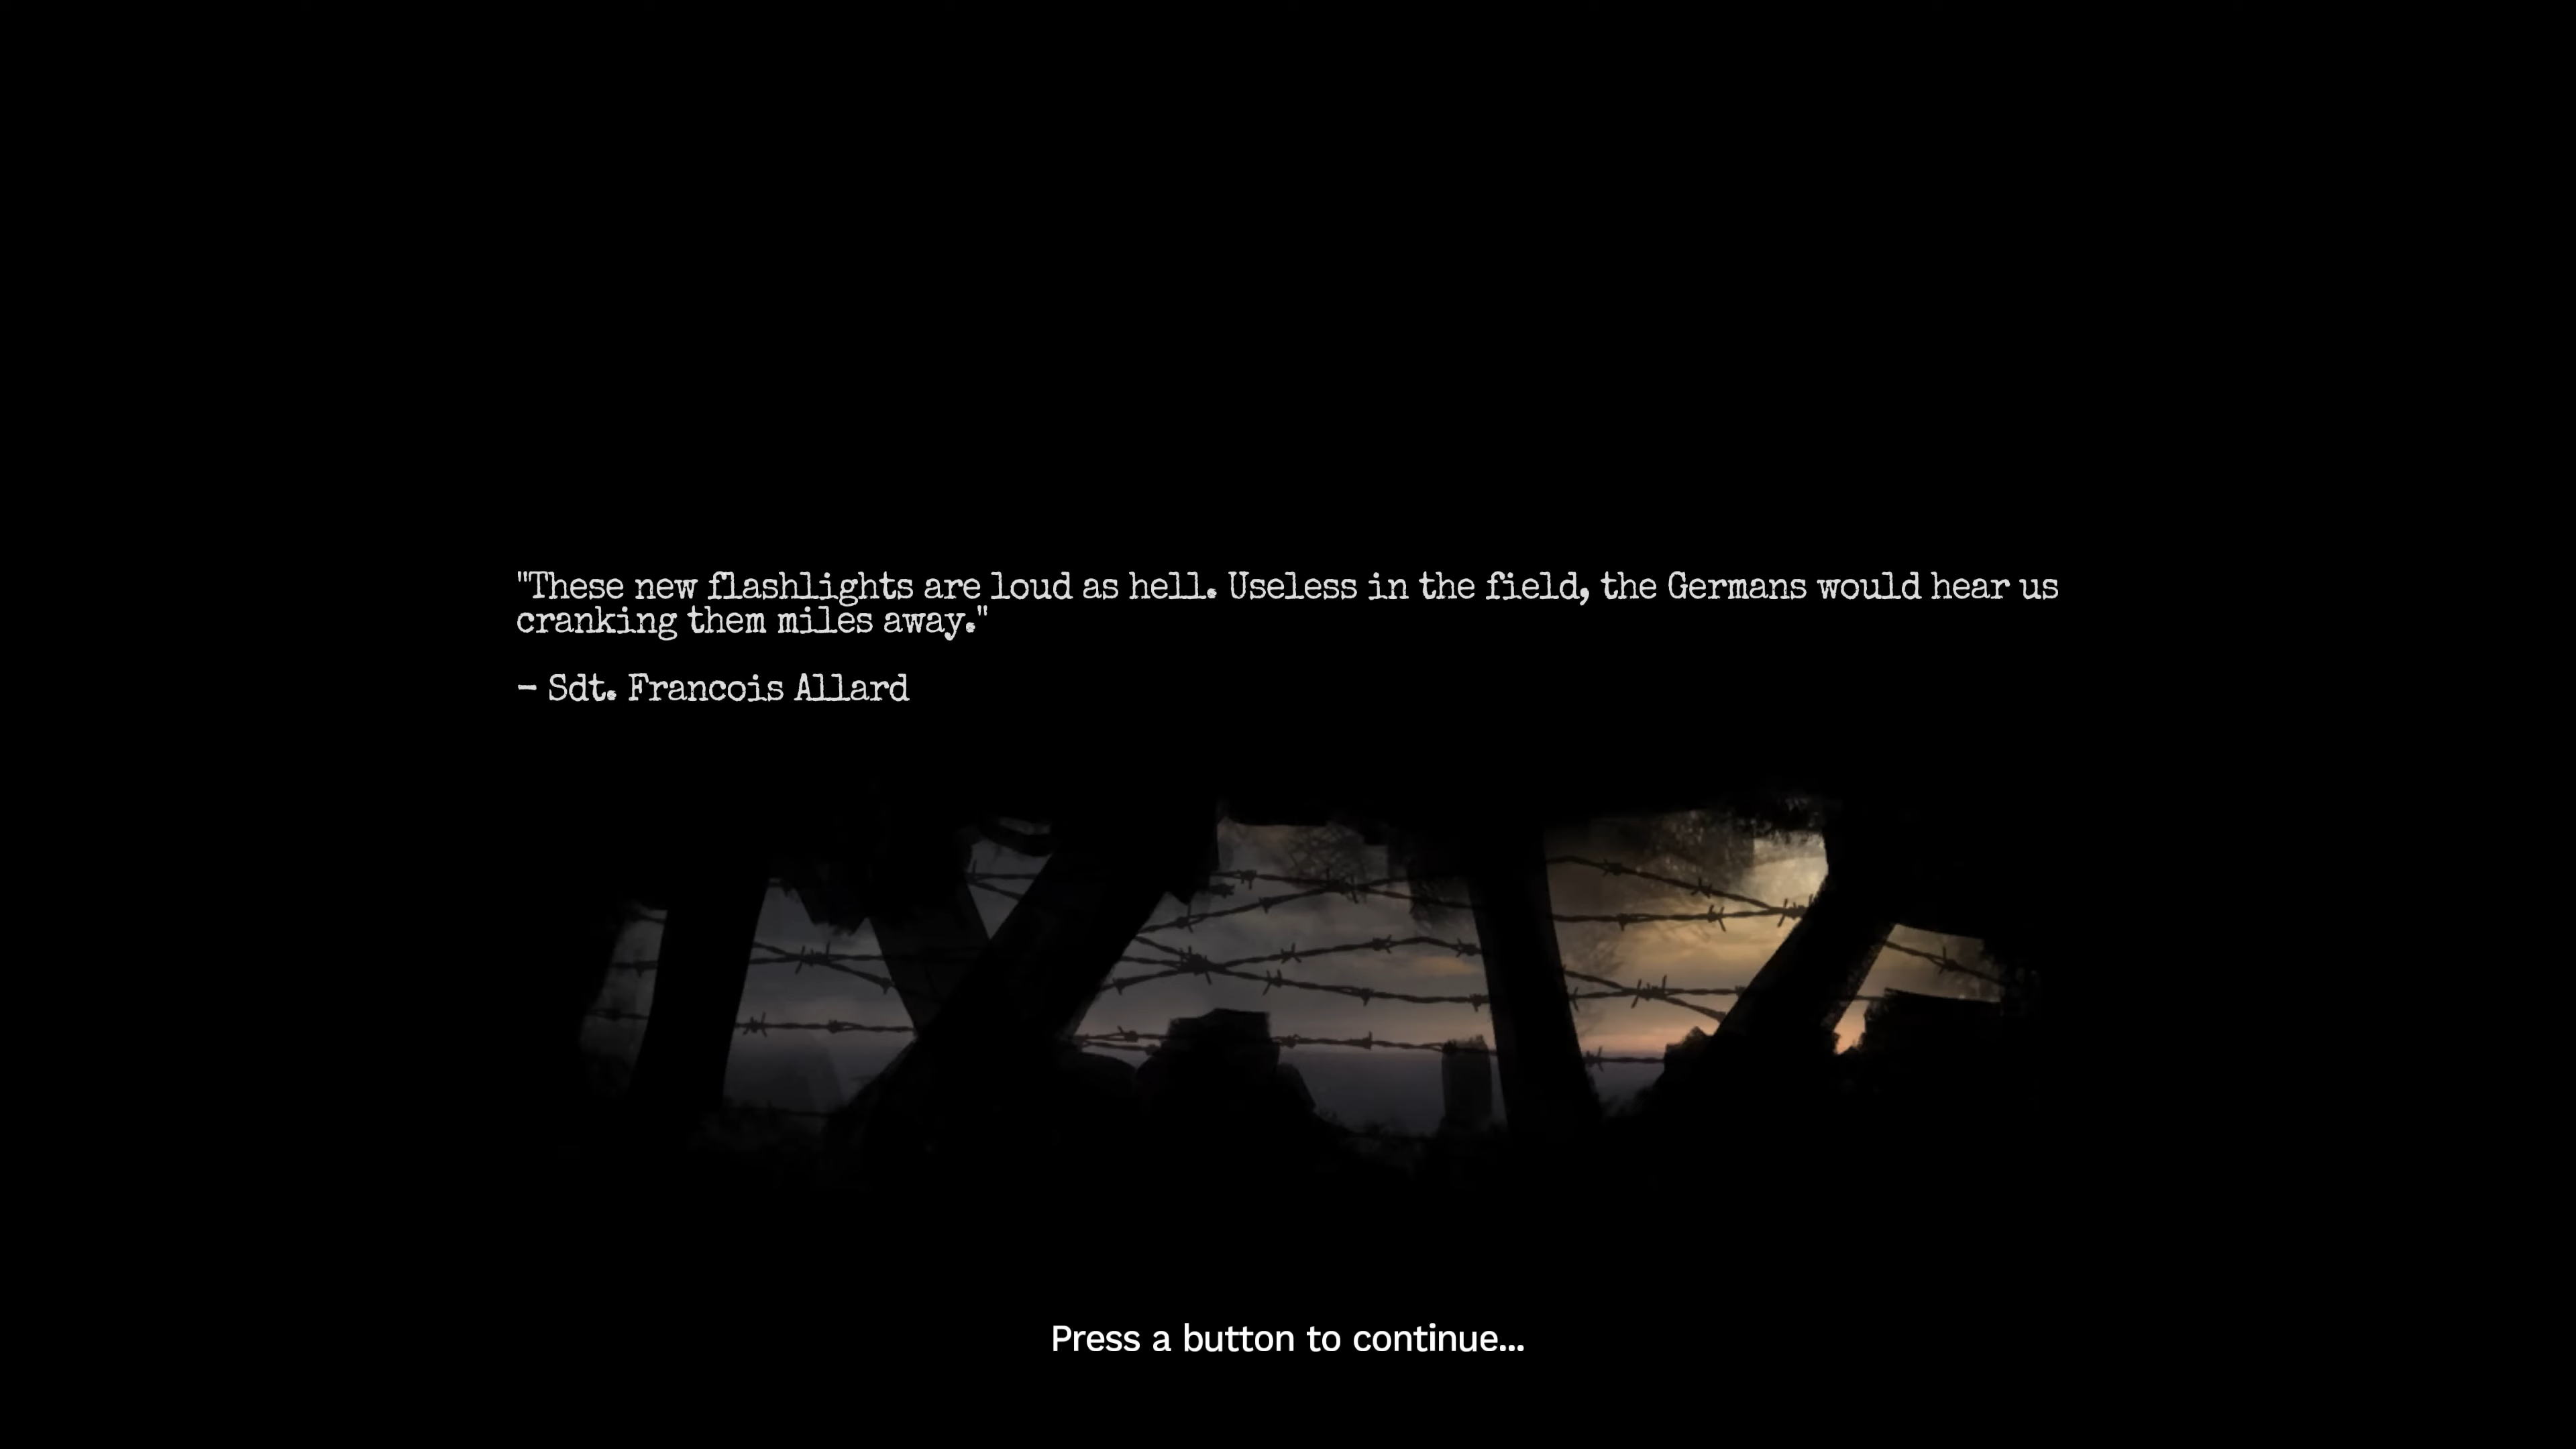 "These new flashlights are loud as hell. Useless in the field, the Germans would hear us
cranking them miles away."
- Sdt. Francois Allard
Press a button to continue...